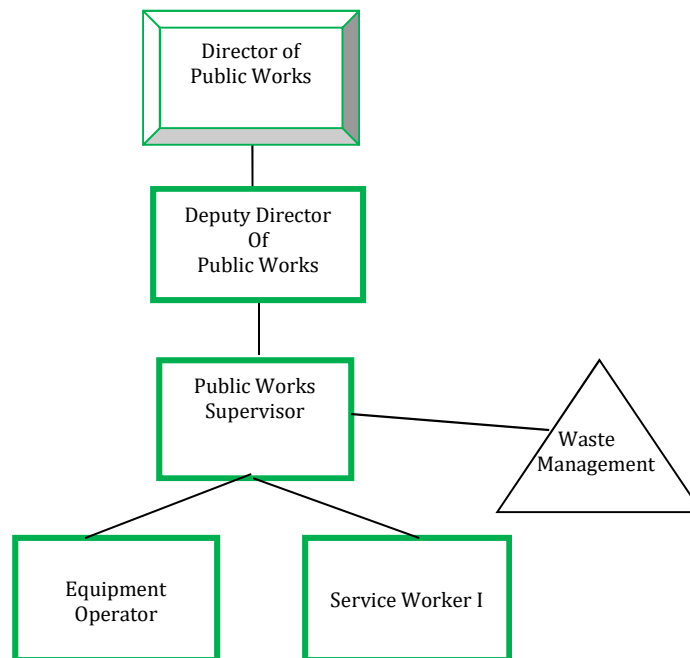 Director of
Public Works
Deputy Director
Of
Public Works
Public Works
Supervisor
Waste
Management
Equipment
Operator
Service Worker I